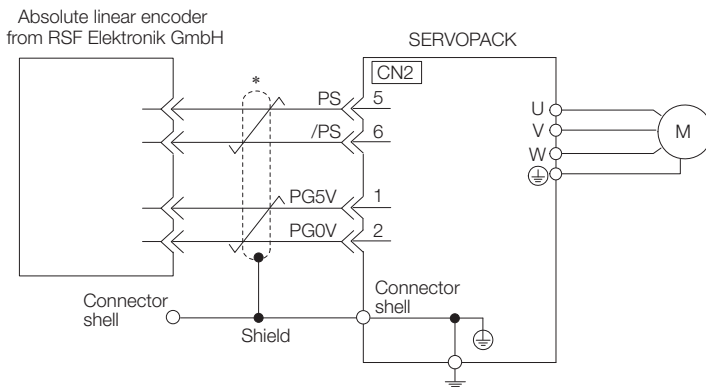 Absolute linear encoder
from RSF Elektronik GmbH
SERVOPACK
*
CN2
PS 5
/PS 6
PG5V 1
PG0V 2
U
V
W
M
Connector
shell
Shield
Connector
shell